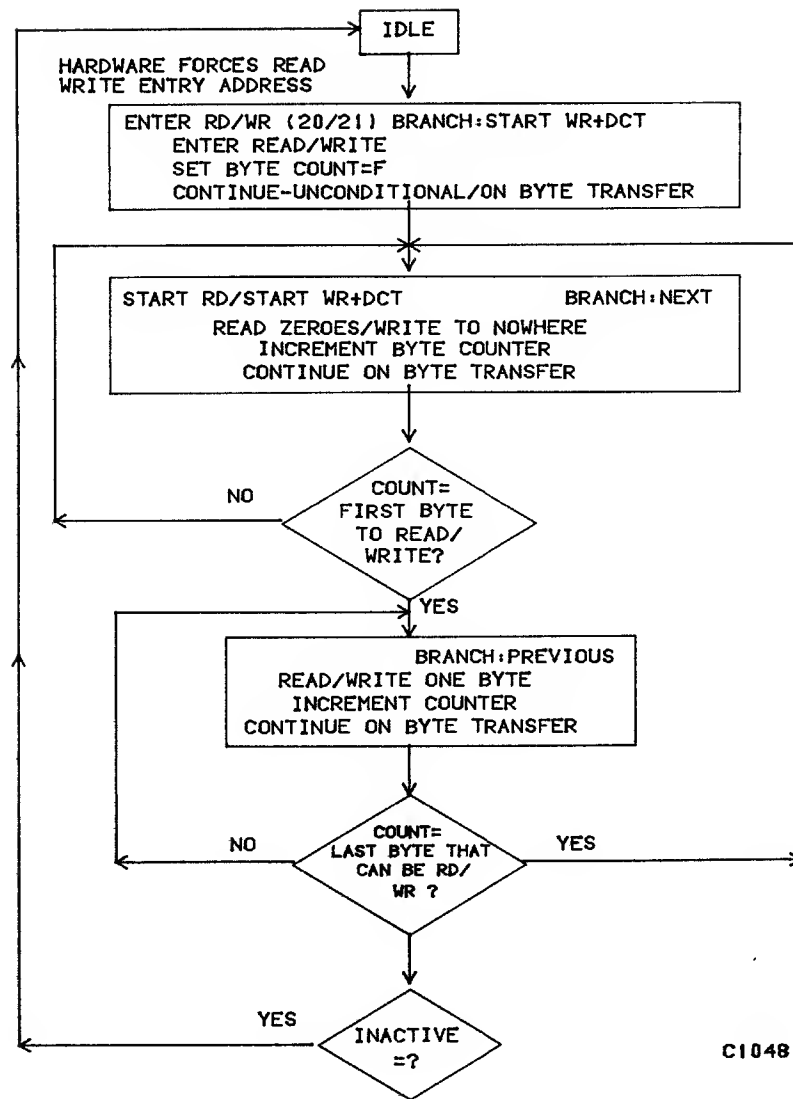 IDLE
HARDWARE FORCES READ
WRITE ENTRY ADDRESS
ENTER RD/WR (20/21) BRANCH:START WR+DCT
ENTER READ/WRITE
SET BYTE COUNT=F
CONTINUE-UNCONDITIONAL/ON BYTE TRANSFER
START RD/START WR+DCT BRANCH:NEXT
READ ZEROES/WRITE TO NOWHERE
INCREMENT BYTE COUNTER
CONTINUE ON BYTE TRANSFER
NO
COUNT=
FIRST BYTE
TO READ/
WRITE?
YES
BRANCH:PREVIOUS
READ/WRITE ONE BYTE
INCREMENT COUNTER
CONTINUE ON BYTE TRANSFER
NO
COUNT=
LAST BYTE THAT
CAN BE RD/
WR ?
YES
YES
INACTIVE
=?
C1048